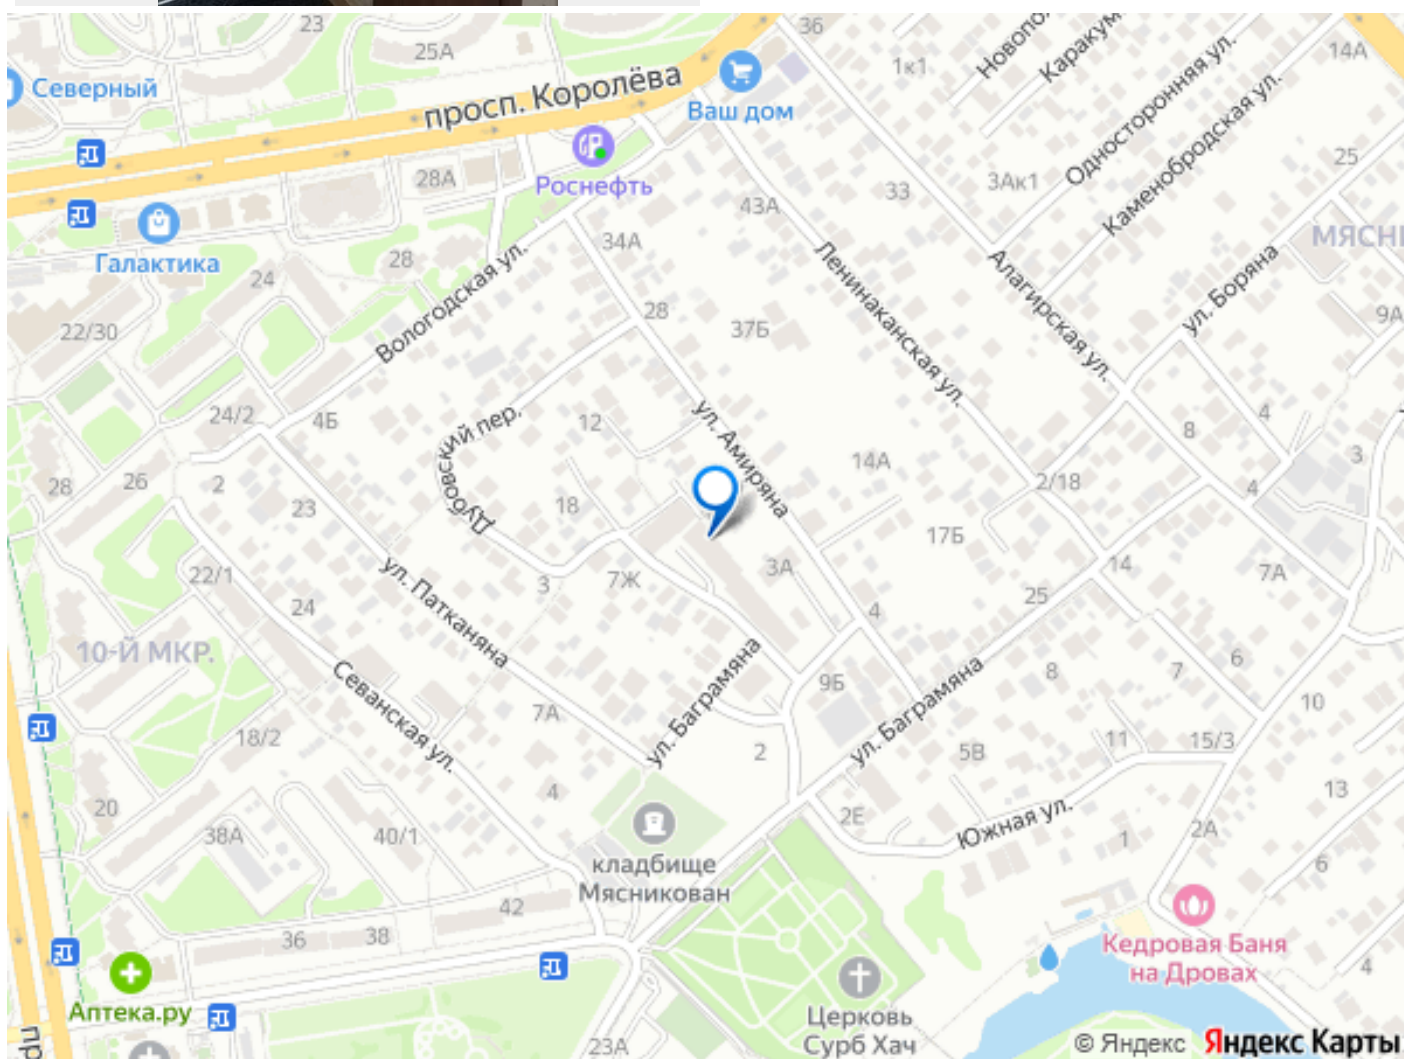 23
36
25А
Новопо
Каракум
14А
1к1
Северный
просп. Королёва
Ваш дом
Односторонняя ул.
Каменобродская ул.
28А
Роснефть
3Ак1
25
33
43А
Галактика
34А
МЯСНИ
28
24
Вологодская ул.
Ленинаканская ул.
Алагирская ул.
ул. Боряна
22/30
28
37Б
9А
24/2
4Б
Дубовский пер.
12
ул. Амиряна
4
8
3
14А
28
26
2
23
18
2/18
4
17Б
22/1
24
ул. Патканяна
3
7Ж
3А
14
7А
25
4
10-Й МКР.
Севанская ул.
ул. Баграмяна
9Б
ул. Баграмяна
8
7
6
10
18/2
7А
2
5В
11
15/3
20
4
13
38А
40/1
2Е
Южная ул.
1
2А
6
кладбище
Мясникован
42
36
38
Кедровая Баня
на Дровах
4
Аптека.ру
Церковь
Сурб Хач
23А
пр
© Яндекс Яндекс Карты